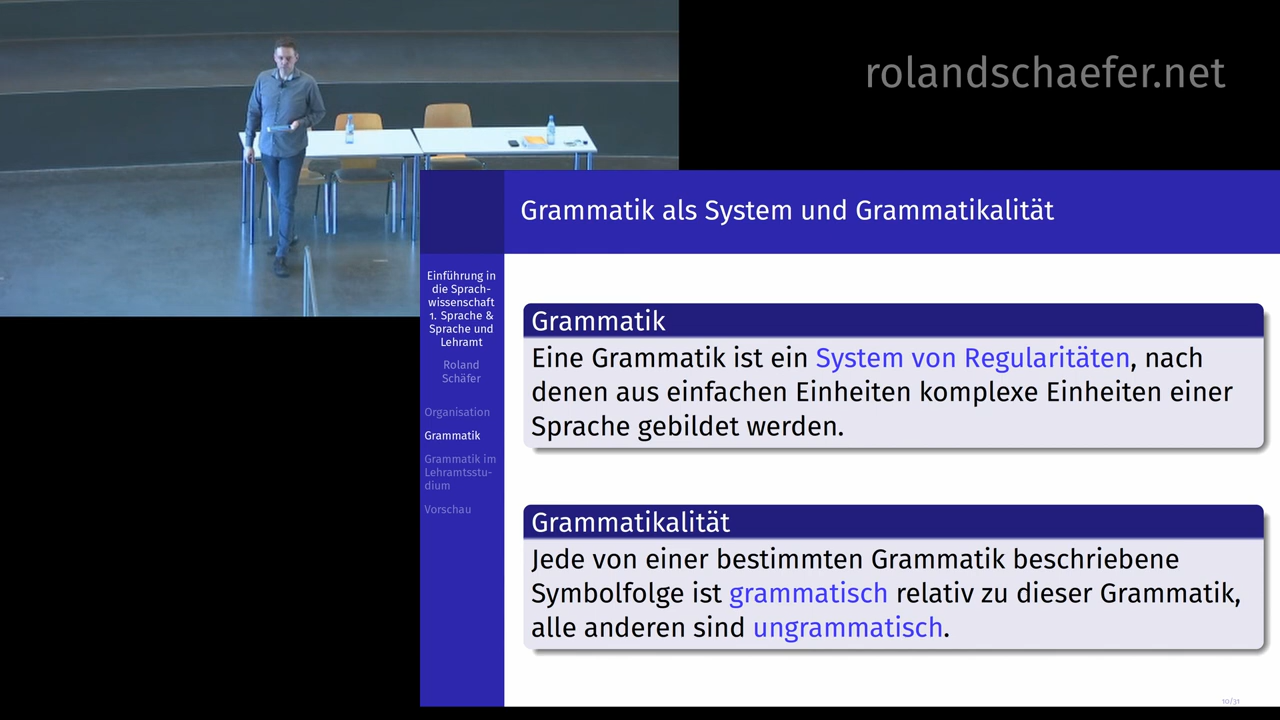 rolandschaefer.net
Grammatik als System und Grammatikalität
Einführung in
die Sprach-
wissenschaft
1. Sprache &
Sprache und
Lehramt
Roland
Schäfer
Organisation
Grammatik
Grammatik im
Lehramtsstu-
dium
Vorschau
Grammatik
Eine Grammatik ist ein System von Regularitäten, nach
denen aus einfachen Einheiten komplexe Einheiten einer
Sprache gebildet werden.
Grammatikalität
Jede von einer bestimmten Grammatik beschriebene
Symbolfolge ist grammatisch relativ zu dieser Grammatik,
alle anderen sind ungrammatisch.
10/31